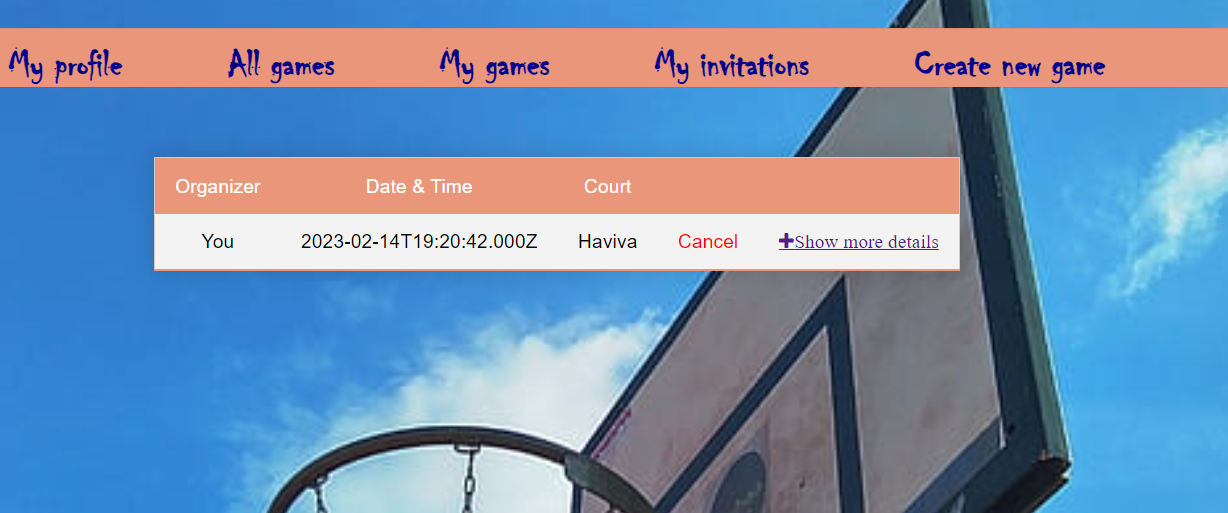 My profile All games My games My invitations Create new game
Organizer Date & Time Court
You 2023-02-14T19:20:42.000Z Haviva Cancel +Show more details